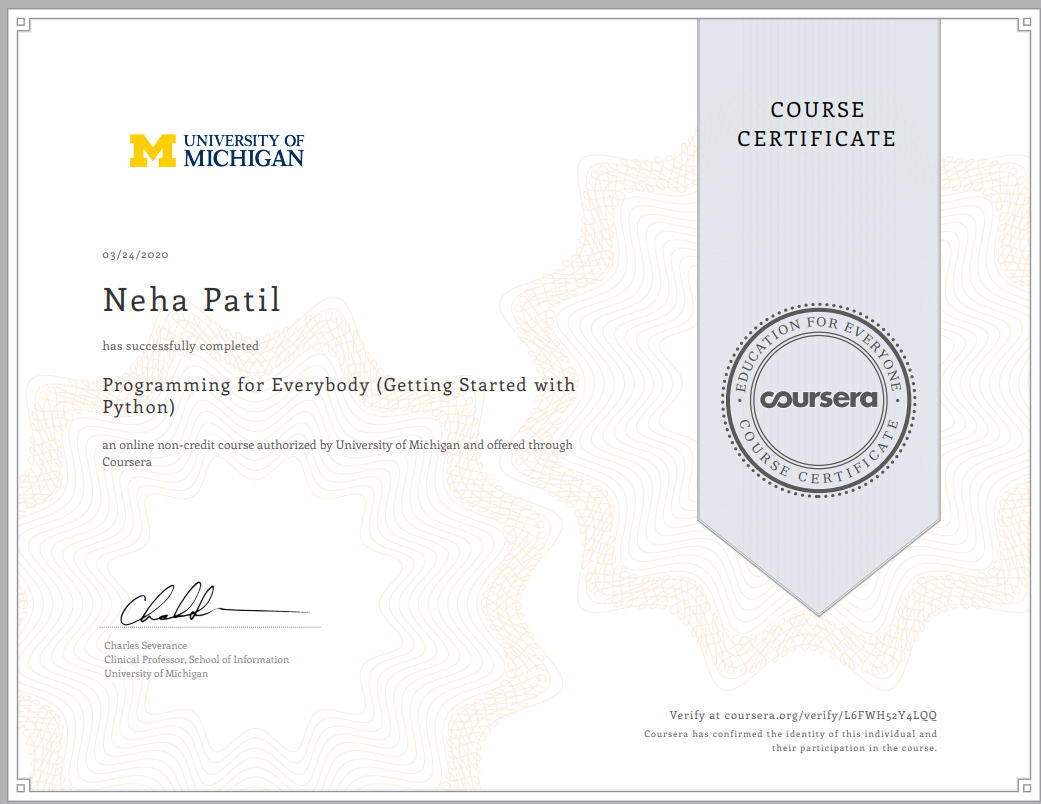 UNIVERSITY OF
MICHIGAN
COURSE
CERTIFICATE
03/24/2020
Neha Patil
has successfully completed
Programming for Everybody (Getting Started with
Python)
an online non-credit course authorized by University of Michigan and offered through
Coursera
EDUCATION FOR EVERYONE
coursera
COURSE CERTIFICATE
Charles Severance
Clinical Professor, School of Information
University of Michigan
Verify at coursera.org/verify/L6FWH52Y4LQQ
Coursera has confirmed the identity of this individual and
their participation in the course.